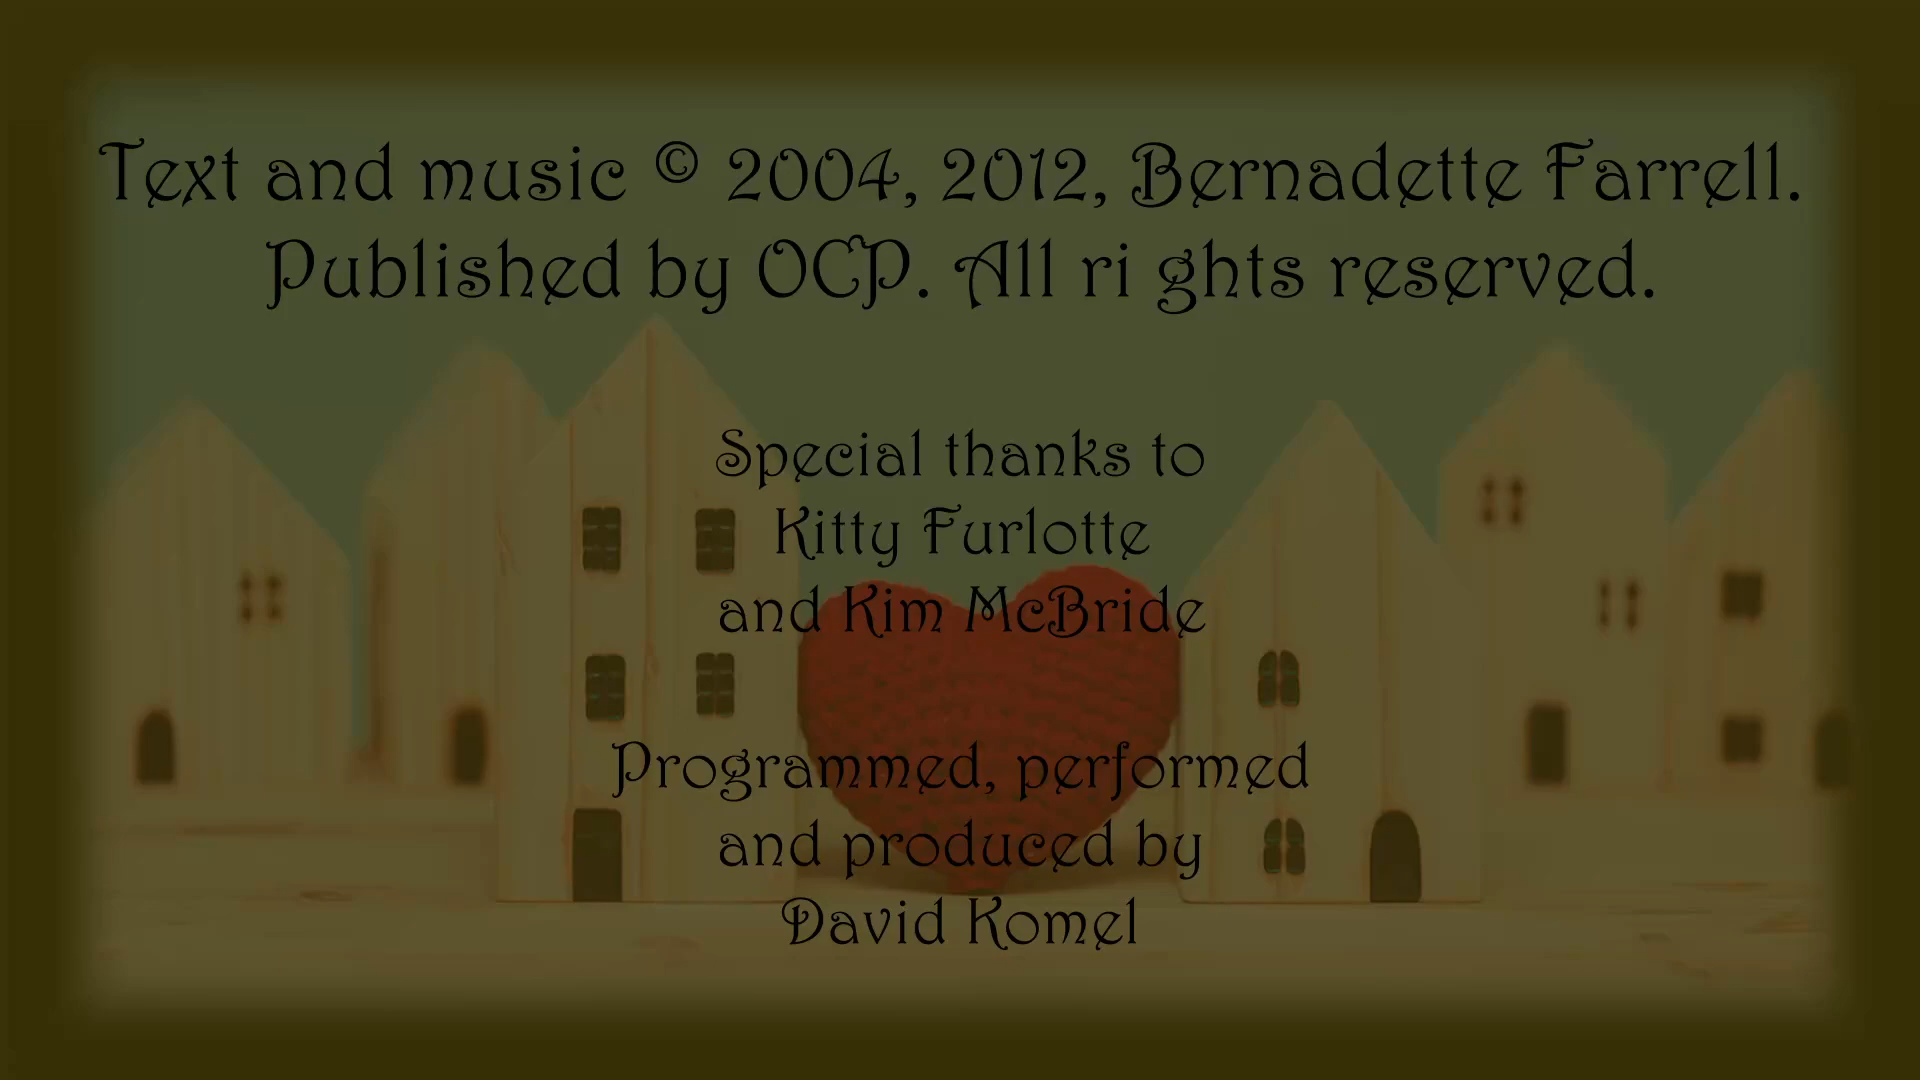 Text and music © 2004, 2012, Bernadette Farrell.
Published by OCP. All ri ghts reserved.
Special thanks to
Kitty Furlotte
and Kim McBride
Programmed, performed
and produced by
David Komel